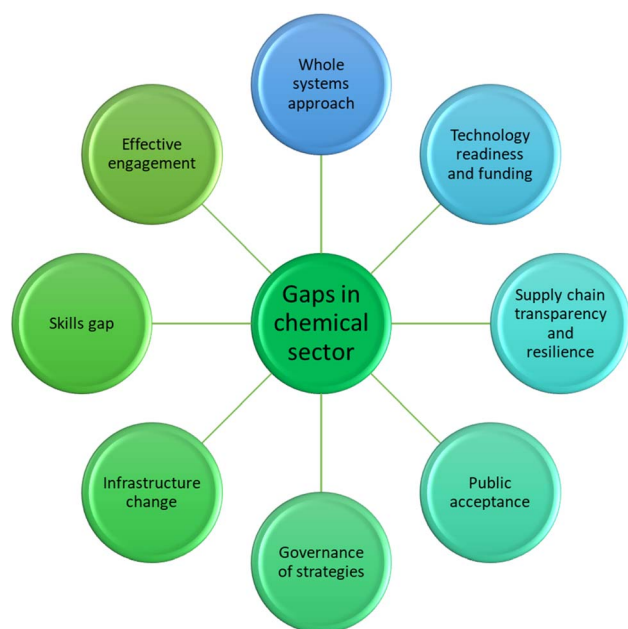 Whole
systems
approach
Technology
readiness
and funding
Supply chain
transparency
and
resilience
Public
acceptance
Governance
of strategies
Infrastructure
change
Skills gap
Effective
engagement
Gaps in
chemical
sector